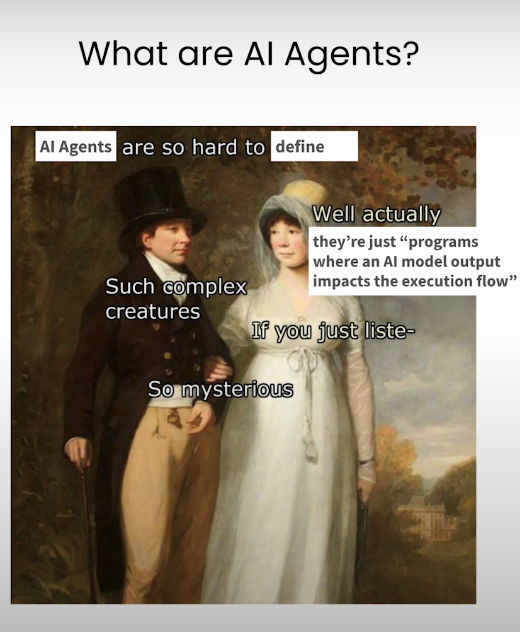 What are AI Agents?
AI Agents are so hard to define
Well actually
they’re just “programs
where an AI model output
impacts the execution flow”
Such complex
creatures
If you just liste-
So mysterious